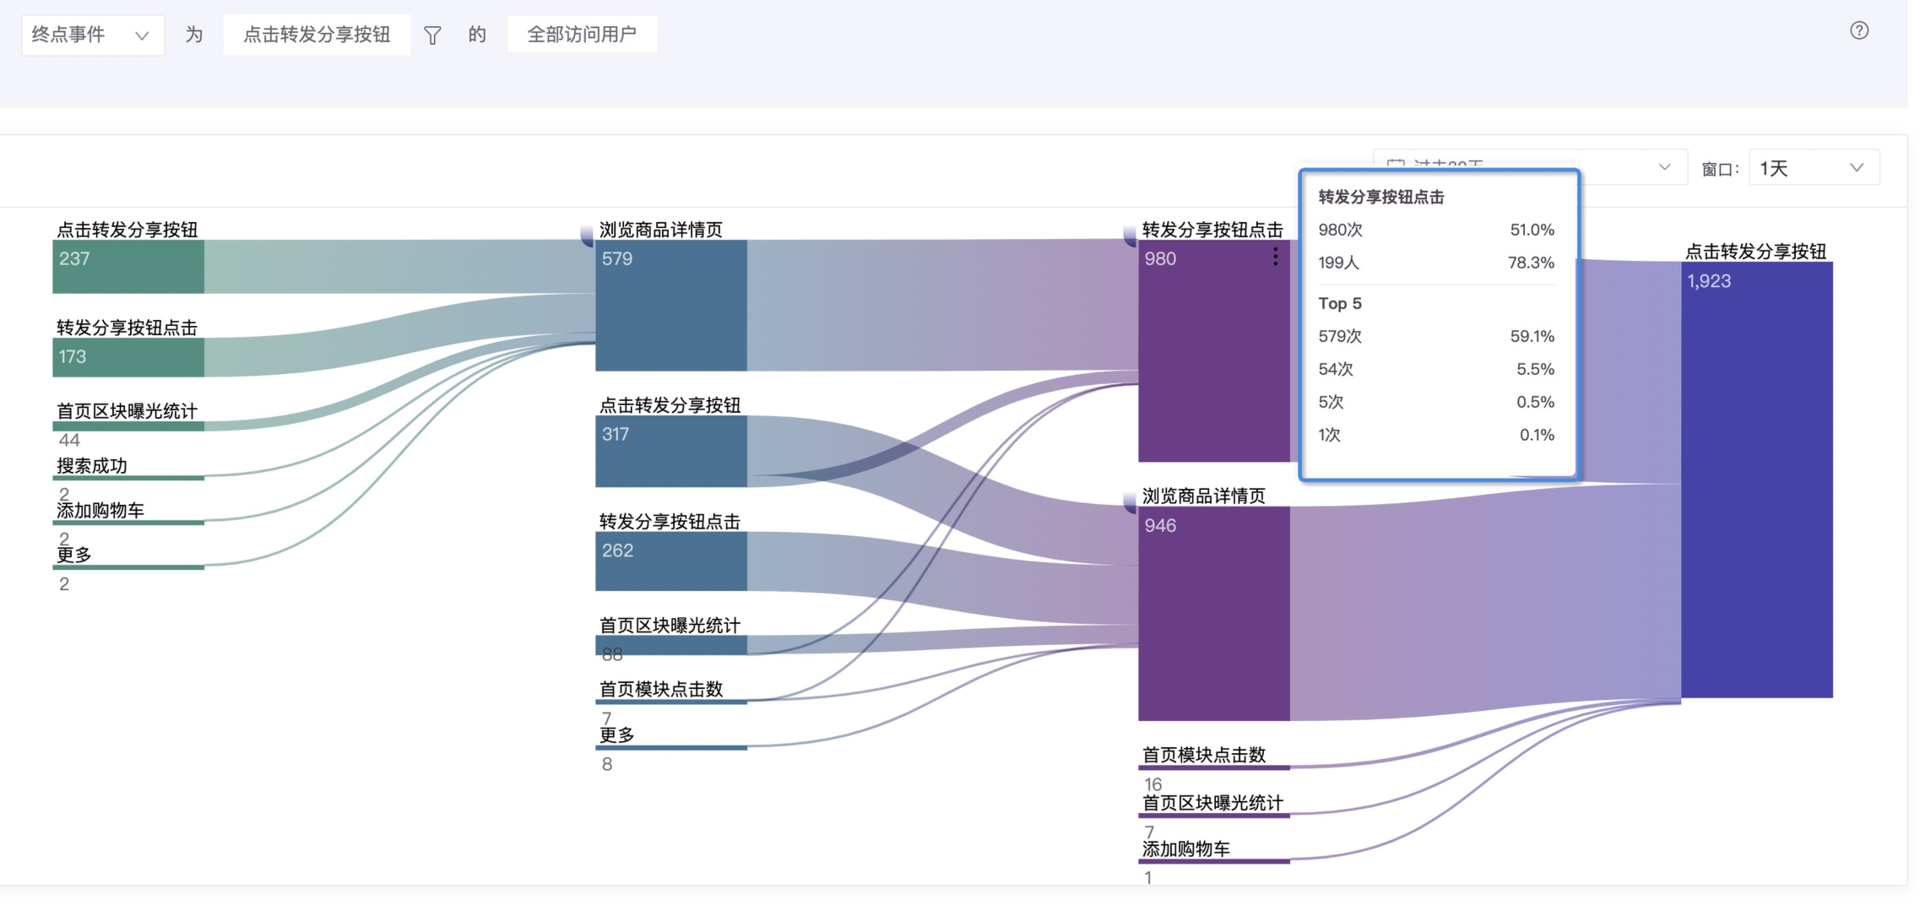 终点事件
为
点击转发分享按钮
的
全部访问用户
窗口：
1天
点击转发分享按钮
237
转发分享按钮点击
173
首页区块曝光统计
44
搜索成功
2
添加购物车
2
更多
2
浏览商品详情页
579
点击转发分享按钮
317
转发分享按钮点击
262
首页区块曝光统计
88
首页模块点击数
7
更多
8
转发分享按钮点击
980
浏览商品详情页
946
首页模块点击数
16
首页区块曝光统计
7
添加购物车
1
转发分享按钮点击
980次 51.0%
199人 78.3%
Top 5
579次 59.1%
54次 5.5%
5次 0.5%
1次 0.1%
点击转发分享按钮
1,923